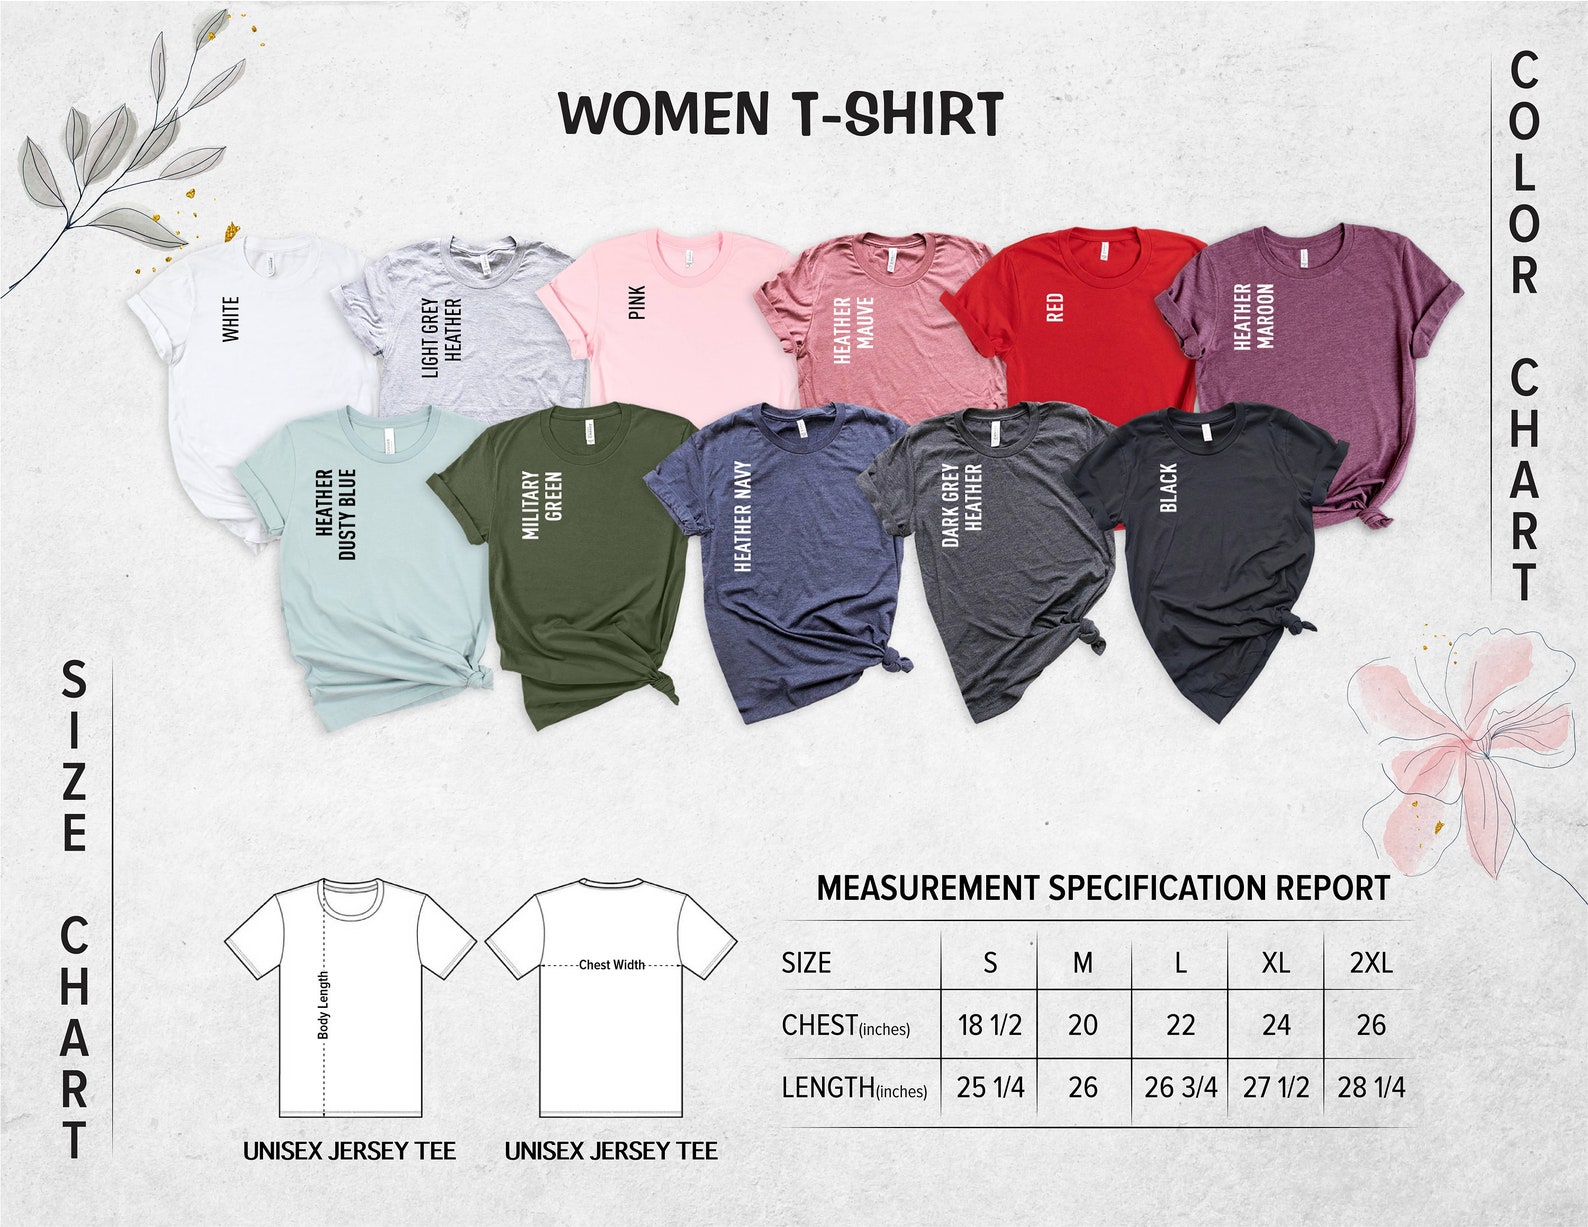 WOMEN T-SHIRT
COLOR CHART
WHITE
LIGHT GREY
HEATHER
PINK
HEATHER
MAUVE
RED
HEATHER
MAROON
HEATHER
DUSTY BLUE
MILITARY
GREEN
HEATHER NAVY
DARK GREY
HEATHER
BLACK
SIZE CHART
Body Length
UNISEX JERSEY TEE
Chest Width
UNISEX JERSEY TEE
MEASUREMENT SPECIFICATION REPORT
SIZE S M L XL 2XL
CHEST(inches) 18 1/2 20 22 24 26
LENGTH(inches) 25 1/4 26 26 3/4 27 1/2 28 1/4